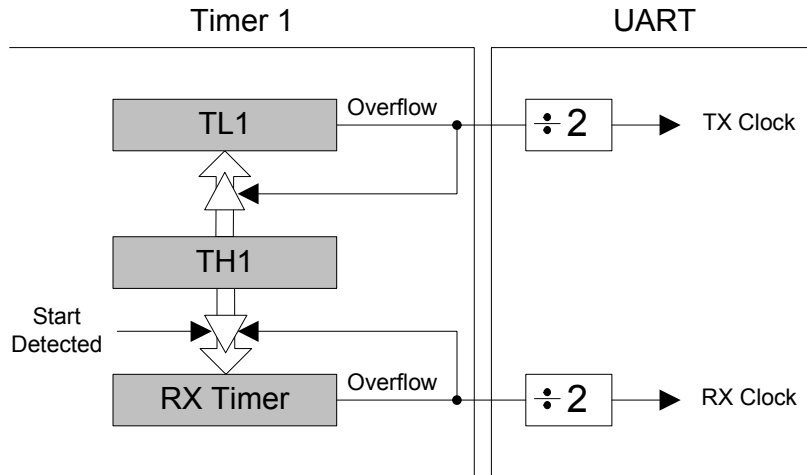 Timer 1
UART
TL1
Overflow
÷ 2
TX Clock
TH1
Start
Detected
RX Timer
Overflow
÷ 2
RX Clock